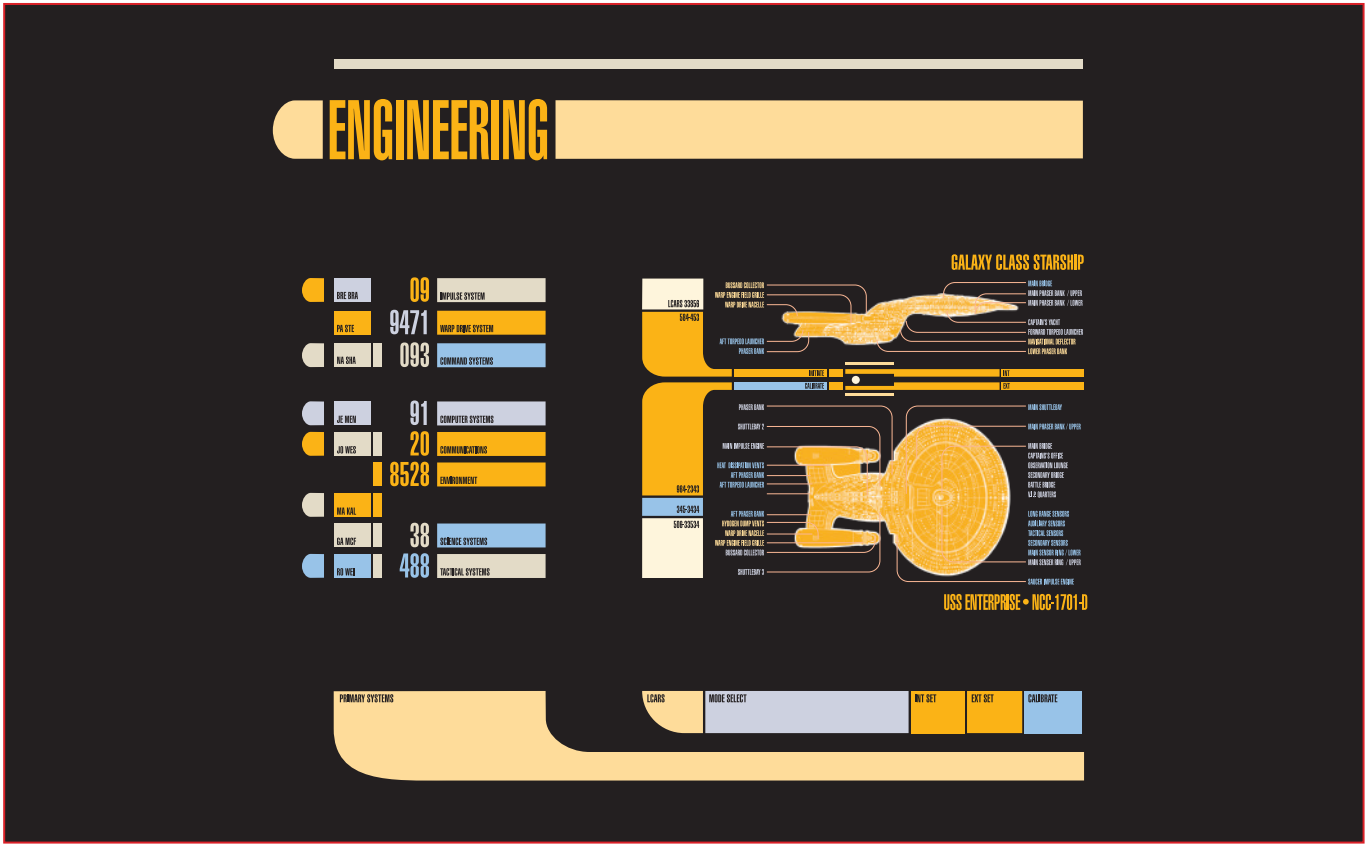 ENGINEERING
BRE BRA 09 IMPULSE SYSTEM
PA STE 9471 WARP DRIVE SYSTEM
NA SHA 093 COMMAND SYSTEMS
JE MEN 91 COMPUTER SYSTEMS
JO WES 20 COMMUNICATIONS
8528 ENVIRONMENT
MA KAL
GA MCF 38 SCIENCE SYSTEMS
RO WEI 488 TACTICAL SYSTEMS
GALAXY CLASS STARSHIP
LCARS 33859
584-453
BUSSARD COLLECTOR
WARP ENGINE FIELD GRILLE
WARP DRIVE NACELLE
AFT TORPEDO LAUNCHER
PHASER BANK
MAIN BRIDGE
MAIN PHASER BANK / UPPER
MAIN PHASER BANK / LOWER
CAPTAIN'S YACHT
FORWARD TORPEDO LAUNCHER
NAVIGATIONAL DEFLECTOR
LOWER PHASER BANK
INITIATE
INT
CALIBRATE
EXT
984-2343
345-3434
506-33534
PHASER BANK
SHUTTLEBAY 2
MAIN IMPULSE ENGINE
HEAT DISSIPATION VENTS
AFT PHASER BANK
AFT TORPEDO LAUNCHER
AFT PHASER BANK
HYDROGEN DUMP VENTS
WARP DRIVE NACELLE
WARP ENGINE FIELD GRILLE
BUSSARD COLLECTOR
SHUTTLEBAY 3
MAIN SHUTTLEBAY
MAIN PHASER BANK / UPPER
MAIN BRIDGE
CAPTAINS'S OFFICE
OBSERVATION LOUNGE
SECONDARY BRIDGE
BATTLE BRIDGE
V.I.P. QUARTERS
LONG RANGE SENSORS
AUXILIARY SENSORS
TACTICAL SENSORS
SECONDARY SENSORS
MAIN SENSOR RING / LOWER
MAIN SENSER RING / UPPER
SAUCER IMPULSE ENGINE
USS ENTERPRISE • NCC-1701-D
PRIMARY SYSTEMS
LCARS
MODE SELECT
INT SET
EXT SET
CALIBRATE